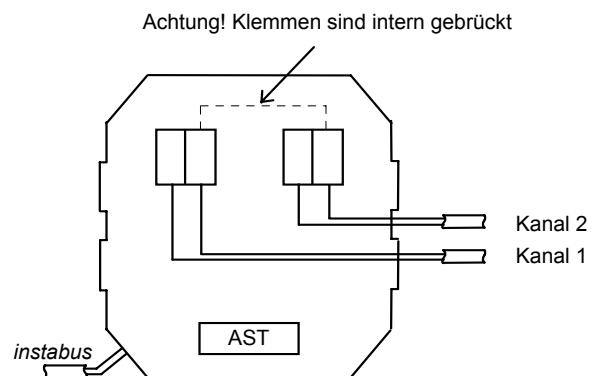 Achtung! Klemmen sind intern gebrückt
Kanal 2
Kanal 1
AST
instabus